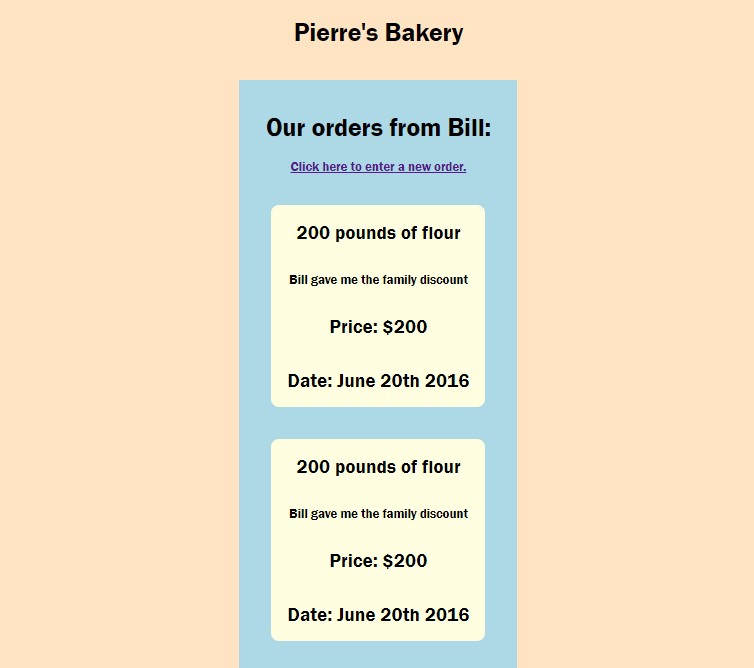 Pierre's Bakery
Our orders from Bill:
Click here to enter a new order.
200 pounds of flour
Bill gave me the family discount
Price: $200
Date: June 20th 2016
200 pounds of flour
Bill gave me the family discount
Price: $200
Date: June 20th 2016